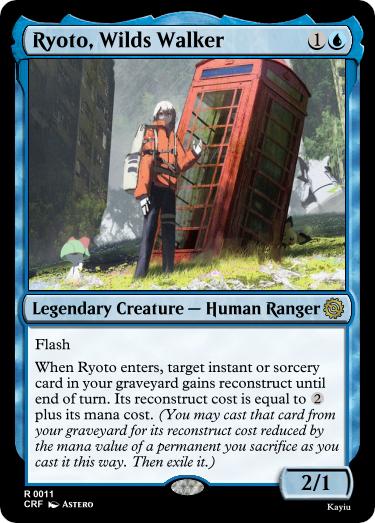 Ryoto, Wilds Walker 1
Legendary Creature — Human Ranger
Flash
When Ryoto enters, target instant or sorcery
card in your graveyard gains reconstruct until
end of turn. Its reconstruct cost is equal to 2
plus its mana cost. (You may cast that card from
your graveyard for its reconstruct cost reduced by
the mana value of a permanent you sacrifice as you
cast it this way. Then exile it.)
2/1
R 0011
CRF ASTERO
Kayiu